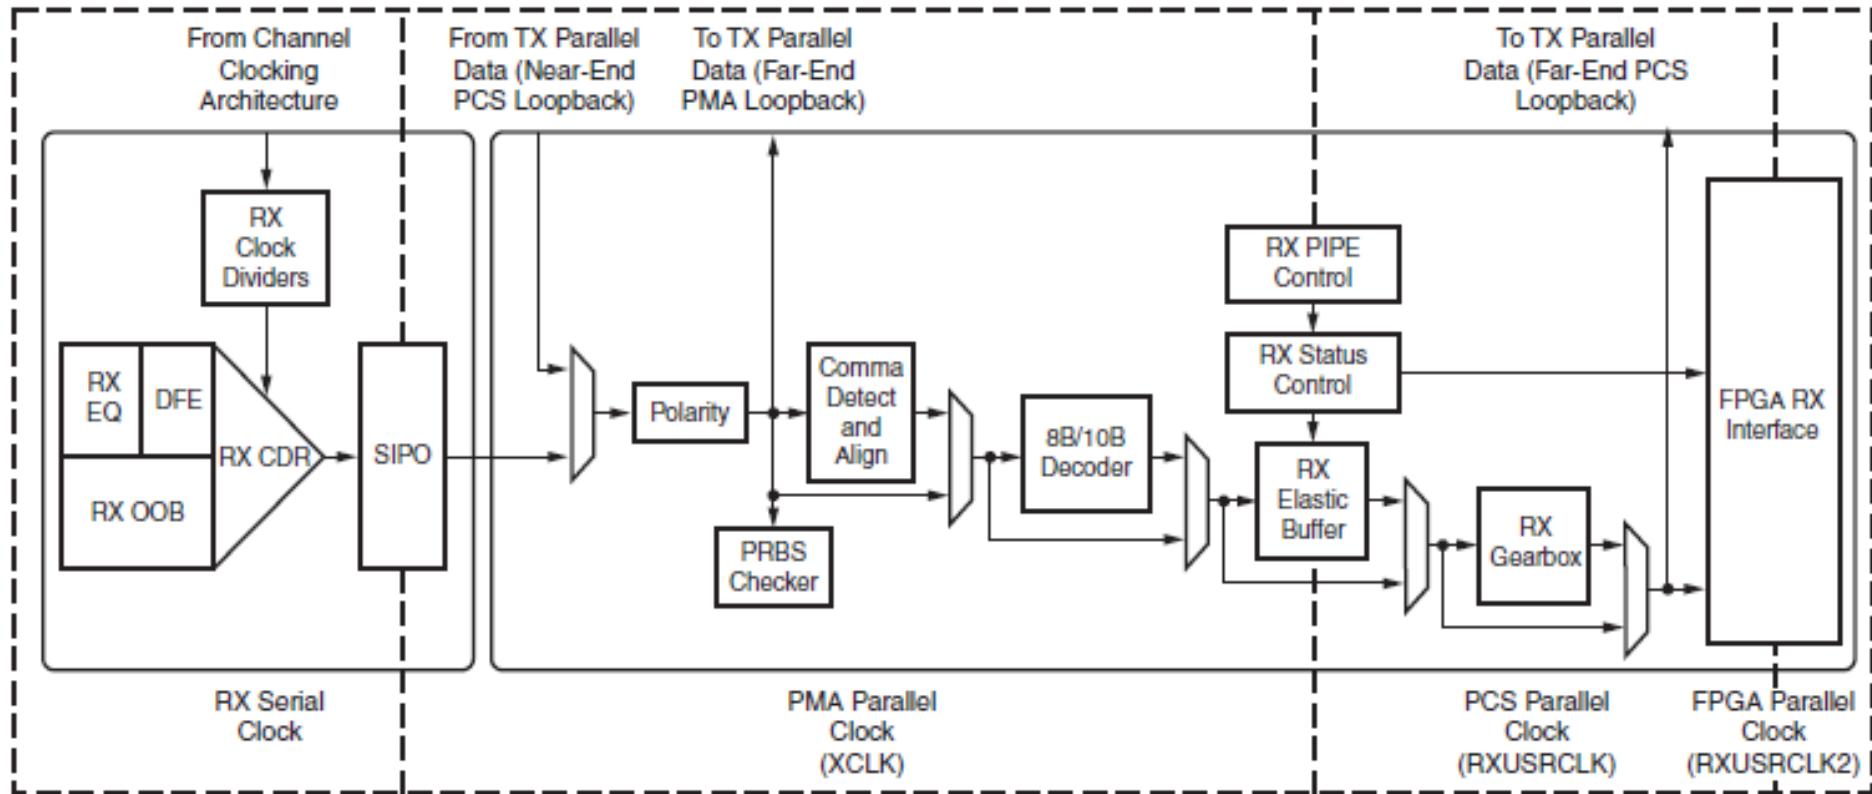 From Channel
Clocking
Architecture
From TX Parallel
Data (Near-End
PCS Loopback)
To TX Parallel
Data (Far-End
PMA Loopback)
To TX Parallel
Data (Far-End PCS
Loopback)
RX
Clock
Dividers
RX
EQ
DFE
RX OOB
RX CDR
SIPO
Polarity
PRBS
Checker
Comma
Detect
and
Align
8B/10B
Decoder
RX PIPE
Control
RX Status
Control
RX
Elastic
Buffer
RX
Gearbox
FPGA RX
Interface
RX Serial
Clock
PMA Parallel
Clock
(XCLK)
PCS Parallel
Clock
(RXUSRCLK)
FPGA Parallel
Clock
(RXUSRCLK2)